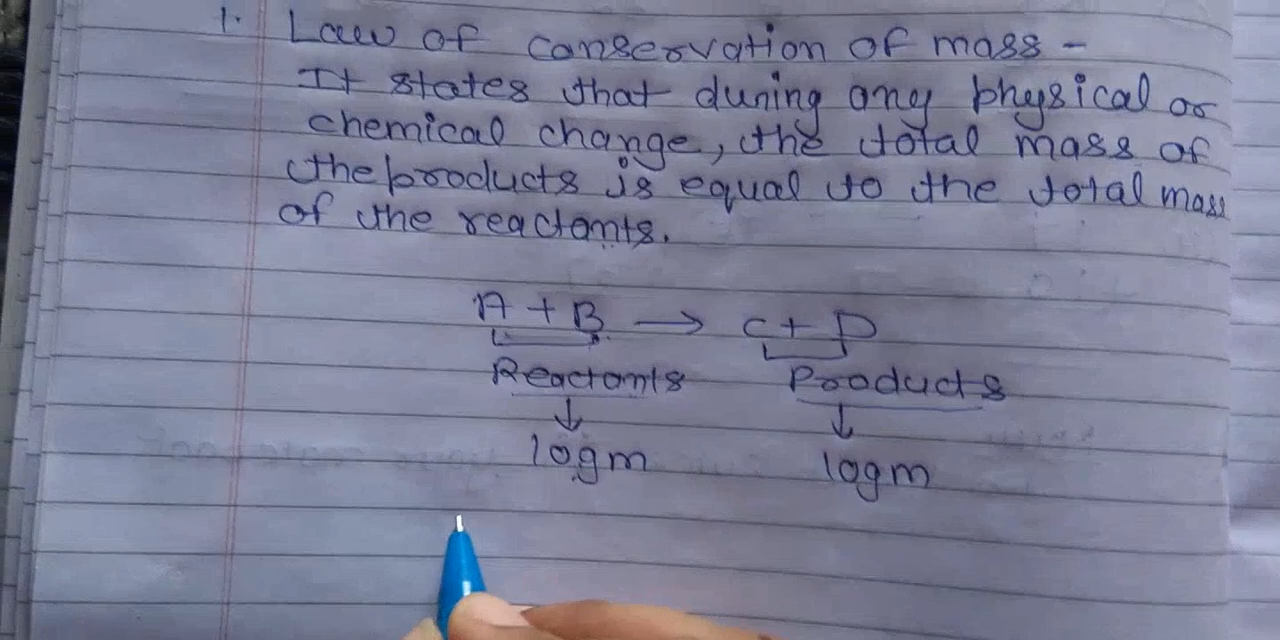 1. Law of conservation of mass -
It states that during any physical or
chemical change, the total mass of
the products is equal to the total mass
of the reactants.
A + B → C + D
Reactants Products
↓ ↓
10gm 10gm